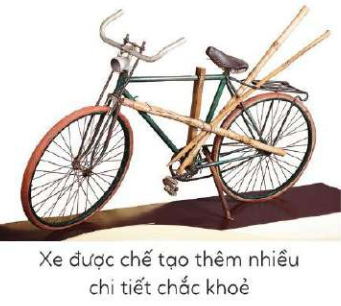 Xe được chế tạo thêm nhiều
chi tiết chắc khoẻ